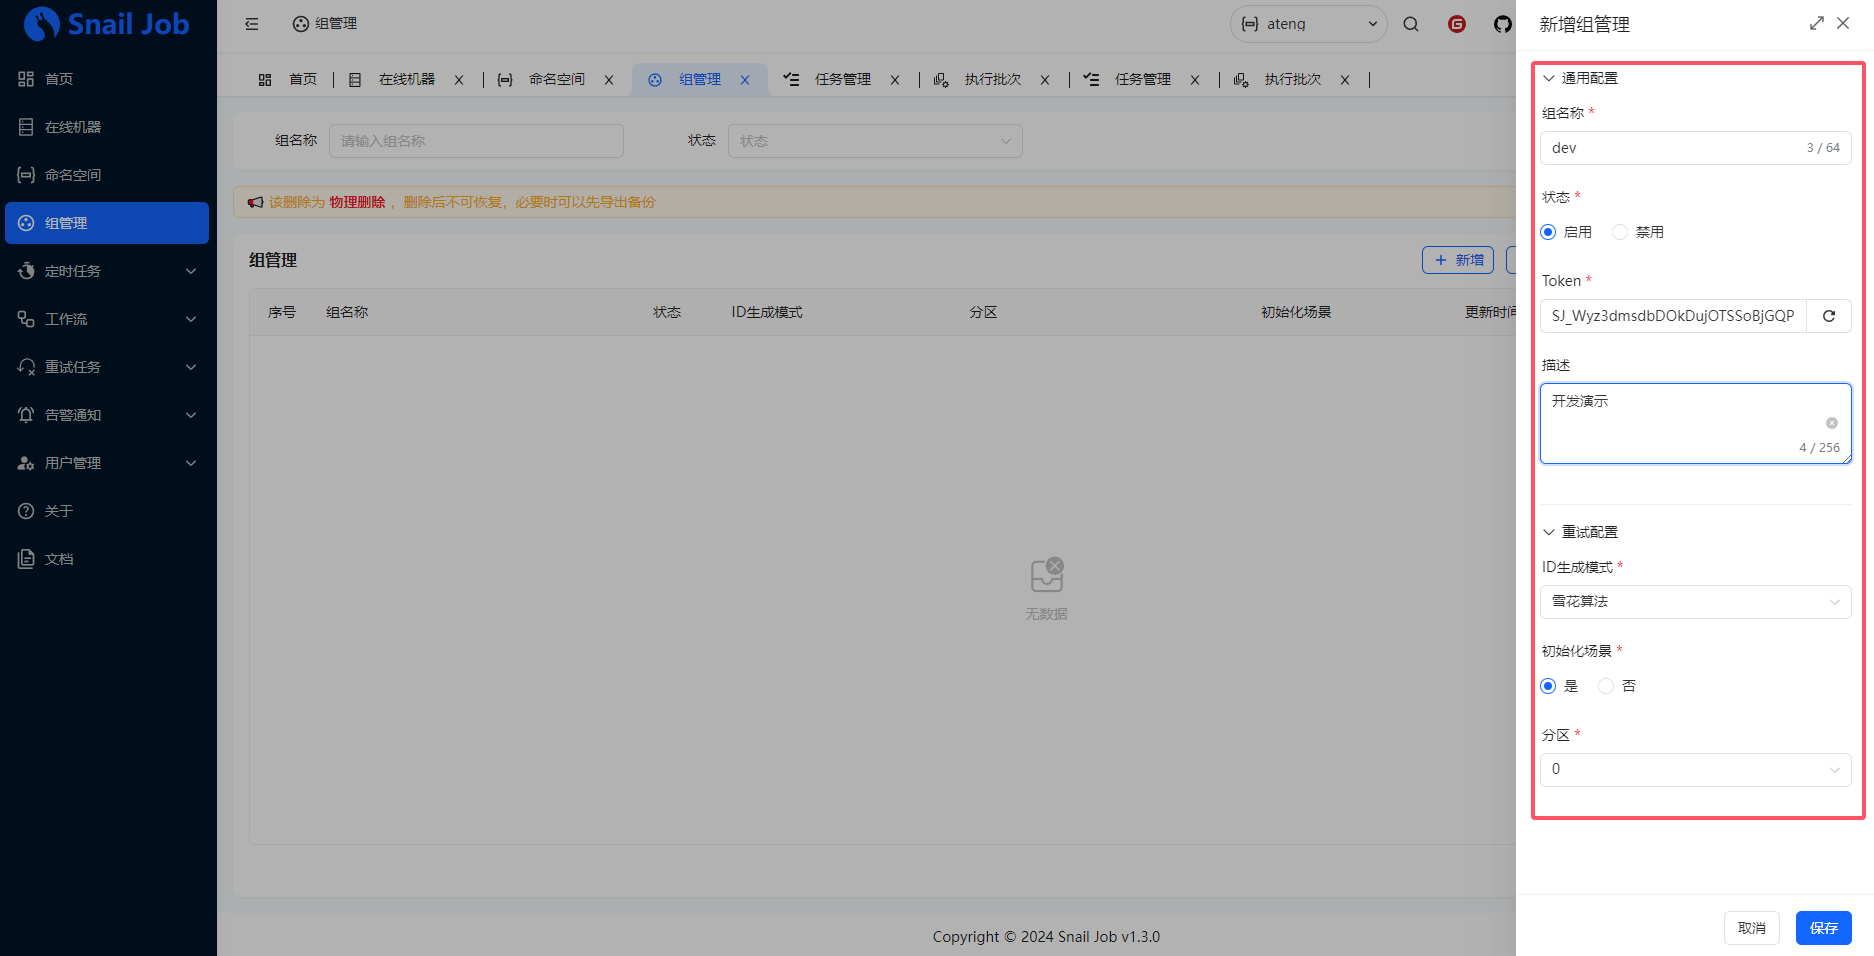 Snail Job
首页
在线机器
命名空间
组管理
定时任务
工作流
重试任务
告警通知
用户管理
关于
文档
组管理
ateng
首页
在线机器
命名空间
组管理
任务管理
执行批次
任务管理
执行批次
组名称 请输入组名称 状态 状态
该删除为 物理删除 ，删除后不可恢复，必要时可以先导出备份
组管理
新增
序号 组名称 状态 ID生成模式 分区 初始化场景 更新时间
无数据
Copyright © 2024 Snail Job v1.3.0
新增组管理
通用配置
组名称 *
dev 3 / 64
状态 *
启用 禁用
Token *
SJ_Wyz3dmsdbDOkDujOTSSoBjGQP
描述
开发演示
4 / 256
重试配置
ID生成模式 *
雪花算法
初始化场景 *
是 否
分区 *
0
取消 保存